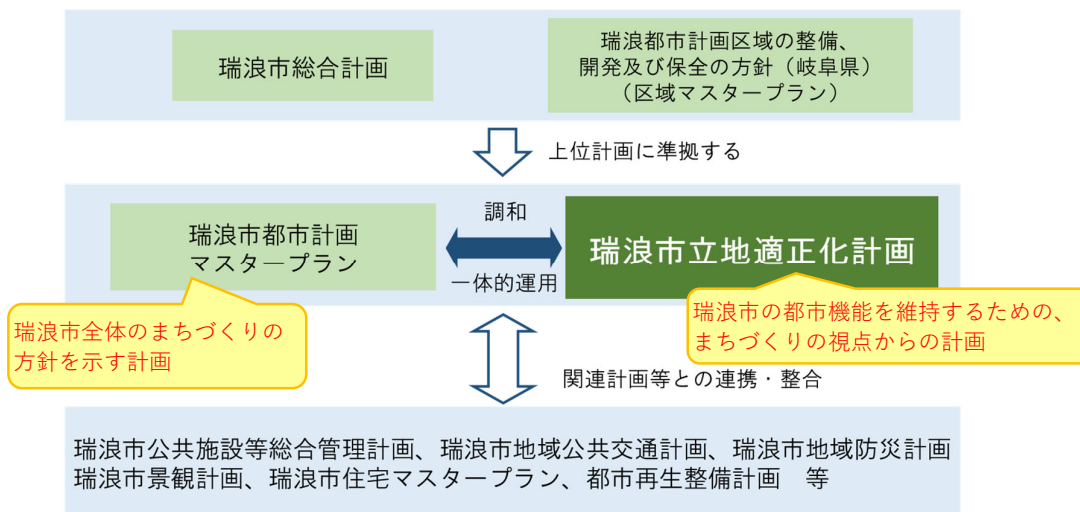 瑞浪市総合計画
瑞浪都市計画区域の整備、
開発及び保全の方針（岐阜県）
（区域マスタープラン）
上位計画に準拠する
瑞浪市都市計画
マスタープラン
調和
一体的運用
瑞浪市立地適正化計画
瑞浪市全体のまちづくりの
方針を示す計画
瑞浪市の都市機能を維持するための、
まちづくりの視点からの計画
関連計画等との連携・整合
瑞浪市公共施設等総合管理計画、瑞浪市地域公共交通計画、瑞浪市地域防災計画
瑞浪市景観計画、瑞浪市住宅マスタープラン、都市再生整備計画　等